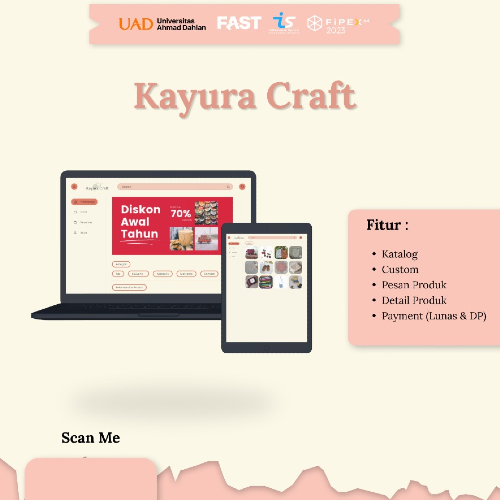 UAD Universitas
Ahmad Dahlan
FAST
is
FiPEX
2023
Kayura Craft
Diskon
Awal
Tahun
70%
Fitur :
• Katalog
• Custom
• Pesan Produk
• Detail Produk
• Payment (Lunas & DP)
Scan Me